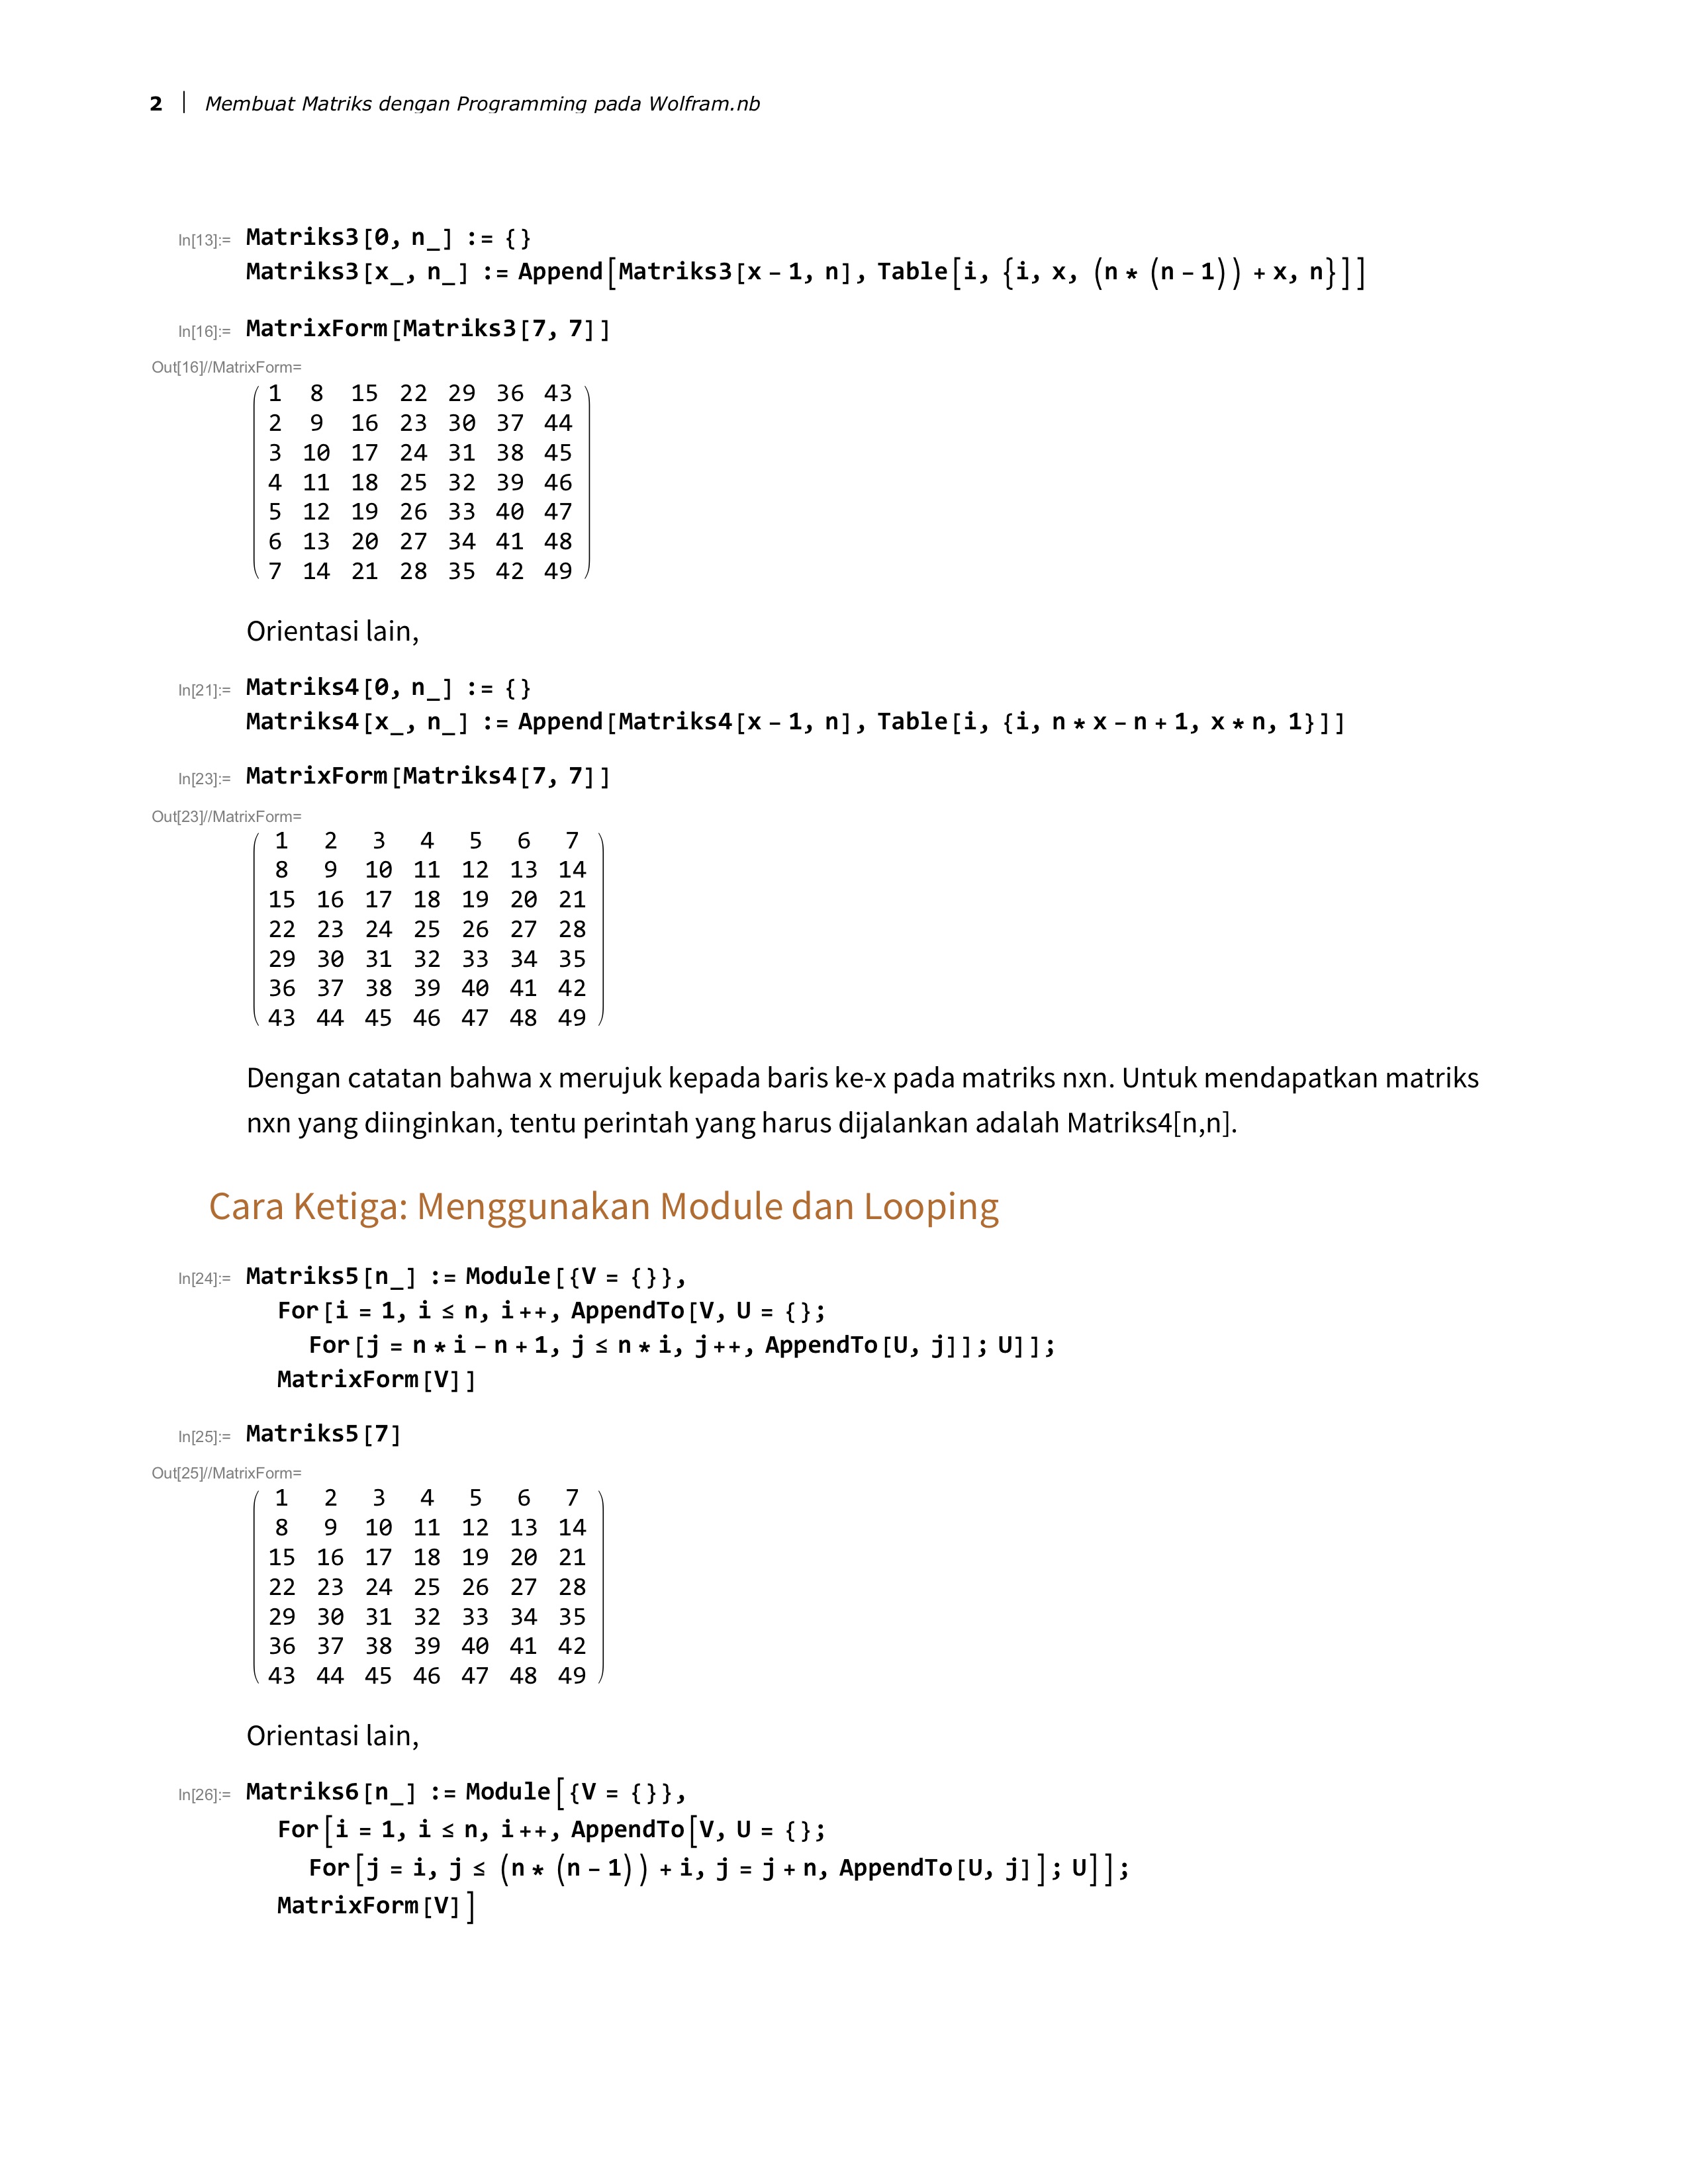 2 | Membuat Matriks dengan Programming pada Wolfram.nb
In[13]:= Matriks3[0, n_] := {}
Matriks3[x_, n_] := Append[Matriks3[x - 1, n], Table[i, {i, x, (n * (n - 1)) + x, n}]]
In[16]:= MatrixForm[Matriks3[7, 7]]
Out[16]//MatrixForm=
1 8 15 22 29 36 43
2 9 16 23 30 37 44
3 10 17 24 31 38 45
4 11 18 25 32 39 46
5 12 19 26 33 40 47
6 13 20 27 34 41 48
7 14 21 28 35 42 49
Orientasi lain,
In[21]:= Matriks4[0, n_] := {}
Matriks4[x_, n_] := Append[Matriks4[x - 1, n], Table[i, {i, n * x - n + 1, x * n, 1}]]
In[23]:= MatrixForm[Matriks4[7, 7]]
Out[23]//MatrixForm=
1 2 3 4 5 6 7
8 9 10 11 12 13 14
15 16 17 18 19 20 21
22 23 24 25 26 27 28
29 30 31 32 33 34 35
36 37 38 39 40 41 42
43 44 45 46 47 48 49
Dengan catatan bahwa x merujuk kepada baris ke-x pada matriks nxn. Untuk mendapatkan matriks
nxn yang diinginkan, tentu perintah yang harus dijalankan adalah Matriks4[n,n].
Cara Ketiga: Menggunakan Module dan Looping
In[24]:= Matriks5[n_] := Module[{V = {}},
For[i = 1, i ≤ n, i++, AppendTo[V, U = {};
For[j = n * i - n + 1, j ≤ n * i, j++, AppendTo[U, j]]; U]];
MatrixForm[V]]
In[25]:= Matriks5[7]
Out[25]//MatrixForm=
1 2 3 4 5 6 7
8 9 10 11 12 13 14
15 16 17 18 19 20 21
22 23 24 25 26 27 28
29 30 31 32 33 34 35
36 37 38 39 40 41 42
43 44 45 46 47 48 49
Orientasi lain,
In[26]:= Matriks6[n_] := Module[{V = {}},
For[i = 1, i ≤ n, i++, AppendTo[V, U = {};
For[j = i, j ≤ (n * (n - 1)) + i, j = j + n, AppendTo[U, j]]; U]];
MatrixForm[V]]